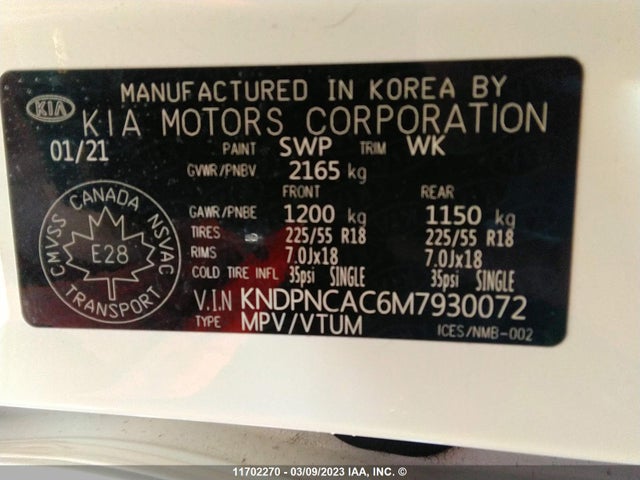 MANUFACTURED IN KOREA BY
KIA KIA MOTORS CORPORATION
01/21 PAINT SWP TRIM WK
GVWR/PNBV 2165 kg
FRONT REAR
GAWR/PNBE 1200 kg 1150 kg
TIRES 225/55 R18 225/55 R18
RIMS 7.0Jx18 7.0Jx18
COLD TIRE INFL 35psi SINGLE 35psi SINGLE
CANADA
CMVSS NSVAC
E28
TRANSPORT
V.I.N KNDPNCAC6M7930072
TYPE MPV/VTUM ICES/NMB-002
11702270 - 03/09/2023 IAA, INC. ©